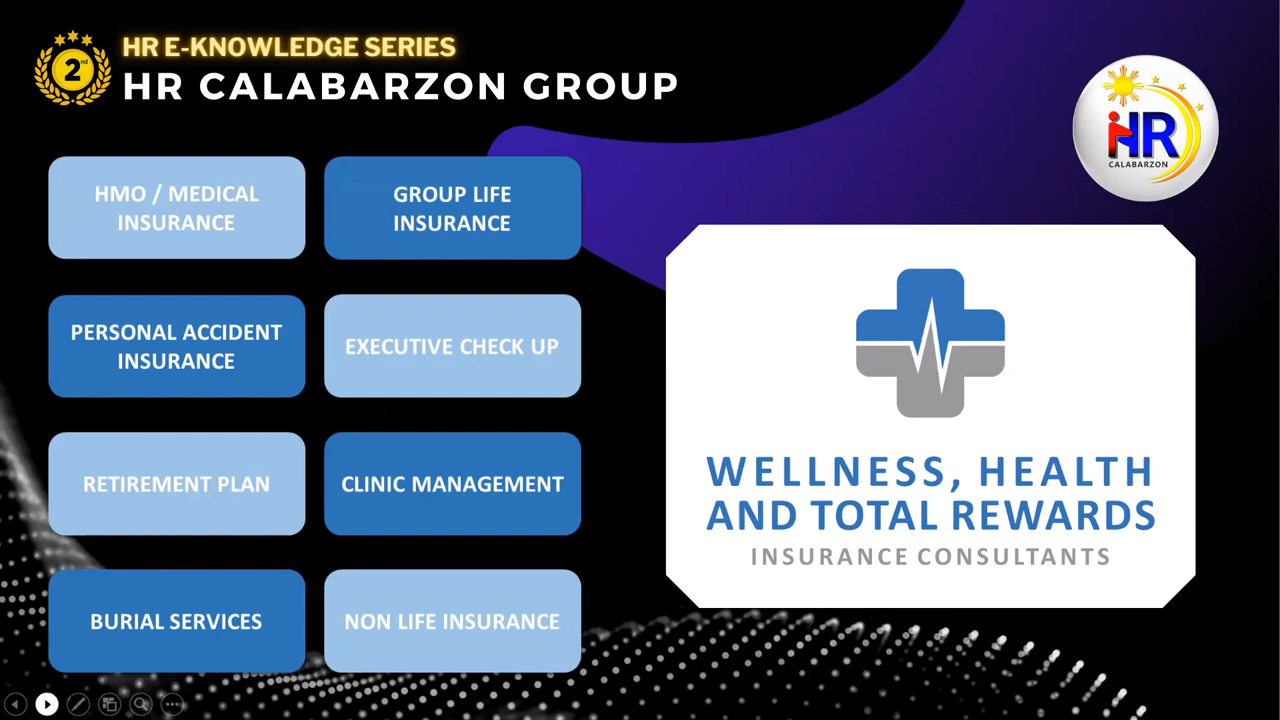 2nd
HR E-KNOWLEDGE SERIES
HR CALABARZON GROUP
HR
CALABARZON
HMO / MEDICAL
INSURANCE
GROUP LIFE
INSURANCE
PERSONAL ACCIDENT
INSURANCE
EXECUTIVE CHECK UP
RETIREMENT PLAN
CLINIC MANAGEMENT
BURIAL SERVICES
NON LIFE INSURANCE
WELLNESS, HEALTH
AND TOTAL REWARDS
INSURANCE CONSULTANTS